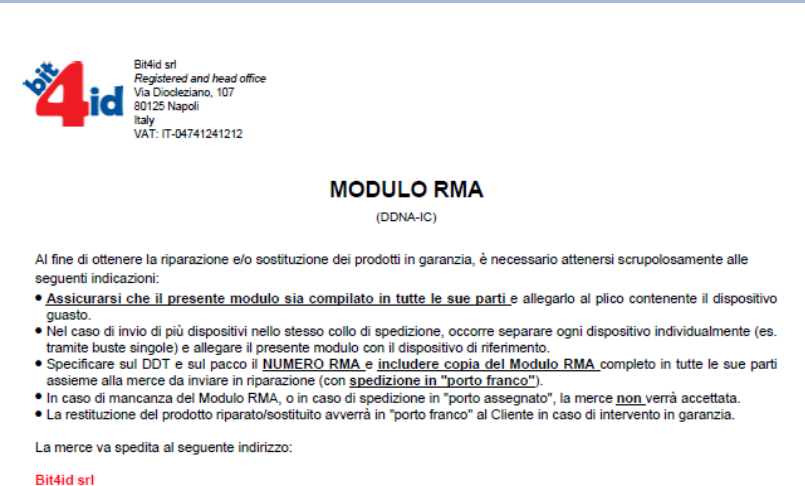 bit
4id
Bit4id srl
Registered and head office
Via Diocleziano, 107
80125 Napoli
Italy
VAT: IT-04741241212
MODULO RMA
(DDNA-IC)
Al fine di ottenere la riparazione e/o sostituzione dei prodotti in garanzia, è necessario attenersi scrupolosamente alle
seguenti indicazioni:
• Assicurarsi che il presente modulo sia compilato in tutte le sue parti e allegarlo al plico contenente il dispositivo
guasto.
• Nel caso di invio di più dispositivi nello stesso collo di spedizione, occorre separare ogni dispositivo individualmente (es.
tramite buste singole) e allegare il presente modulo con il dispositivo di riferimento.
• Specificare sul DDT e sul pacco il NUMERO RMA e includere copia del Modulo RMA completo in tutte le sue parti
assieme alla merce da inviare in riparazione (con spedizione in "porto franco").
• In caso di mancanza del Modulo RMA, o in caso di spedizione in "porto assegnato", la merce non verrà accettata.
• La restituzione del prodotto riparato/sostituito avverrà in "porto franco" al Cliente in caso di intervento in garanzia.
La merce va spedita al seguente indirizzo:
Bit4id srl